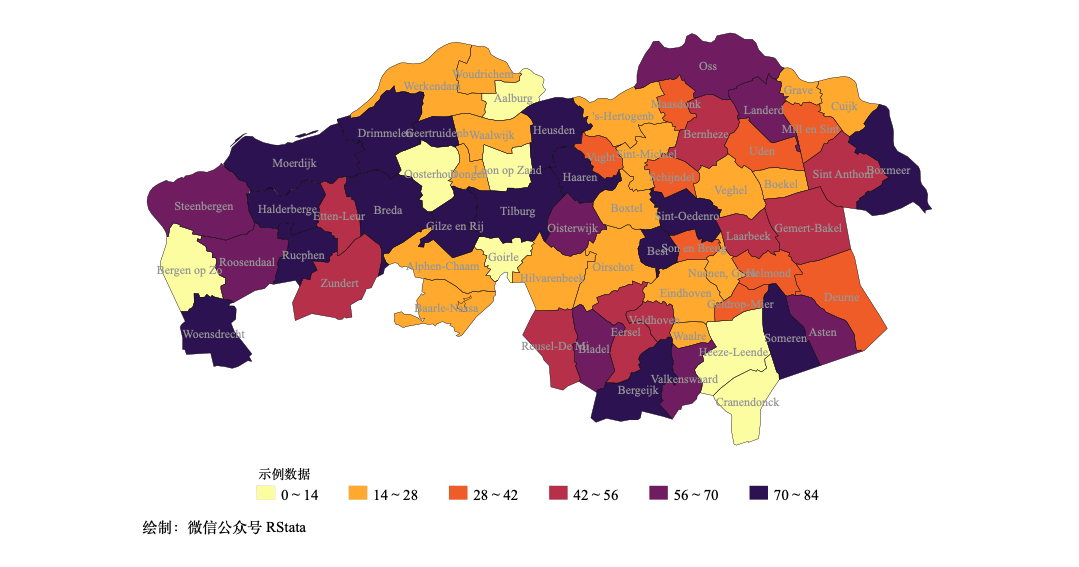 Oss
Woudrichem
Werkendam
Aalburg
Grave
Maasdonk
Cuijk
Landerd
's-Hertogenb
Drimmelen
Geertruidenb
Waalwijk
Heusden
Bernheze
Mill en Sint
Uden
Vught
Sint-Michiel
Moerdijk
Oosterhout
Dongen
Loon op Zand
Haaren
Schijndel
Sint Anthoni
Boxmeer
Boekel
Veghel
Steenbergen
Halderberge
Etten-Leur
Breda
Tilburg
Boxtel
Sint-Oedenro
Gilze en Rij
Oisterwijk
Gemert-Bakel
Laarbeek
Rucphen
Best
Son en Breug
Roosendaal
Goirle
Bergen op Zo
Alphen-Chaam
Oirschot
Nuenen, Ge
Helmond
Hilvarenbeek
Zundert
Eindhoven
Deurne
Geldrop-Mier
Baarle-Nassa
Veldhoven
Woensdrecht
Eersel
Waalre
Asten
Someren
Reusel-De Mi
Bladel
Heeze-Leende
Valkenswaard
Bergeijk
Cranendonck
示例数据
0 ~ 14 14 ~ 28 28 ~ 42 42 ~ 56 56 ~ 70 70 ~ 84
绘制：微信公众号 RStata